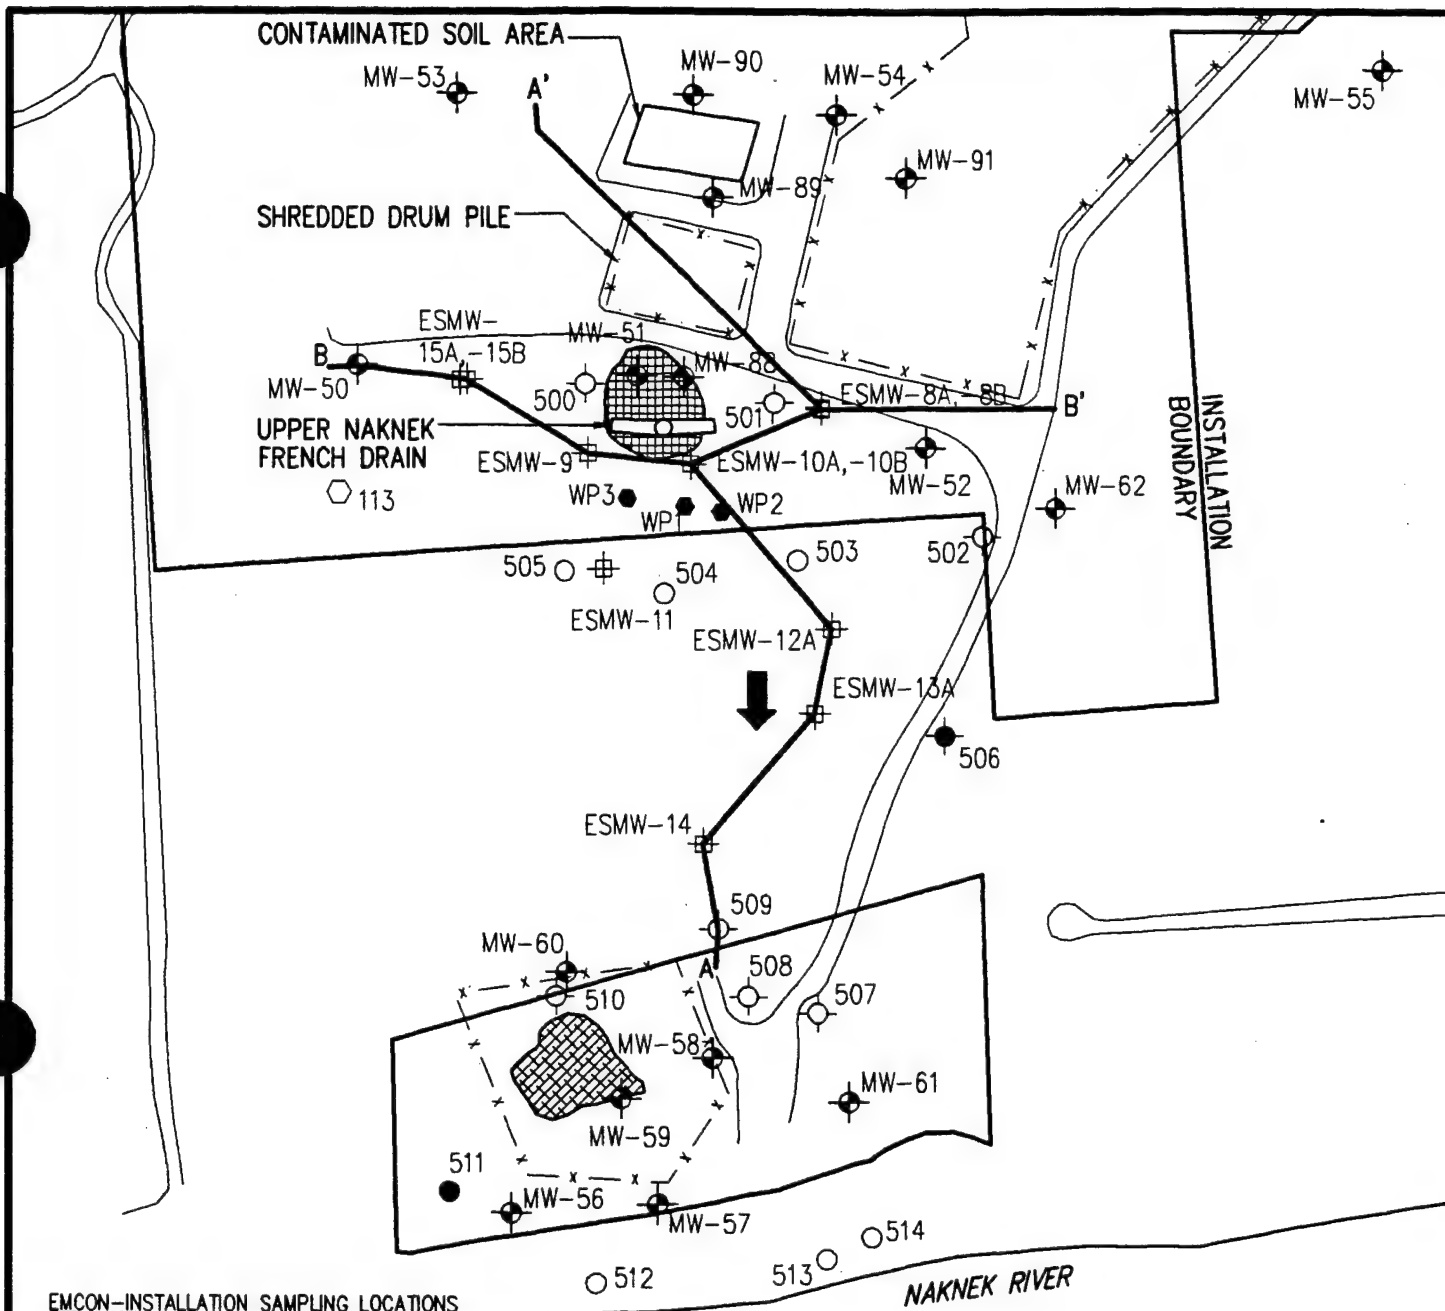 CONTAMINATED SOIL AREA
MW-53
A'
MW-90
MW-54
MW-55
MW-91
MW-89
SHREDDED DRUM PILE
ESMW-
15A,-15B
MW-51
MW-88
B
MW-50
500
501
ESMW-8A,-8B
B'
INSTALLATION
BOUNDARY
UPPER NAKNEK
FRENCH DRAIN
ESMW-9
ESMW-10A,-10B
MW-52
MW-62
113
WP3
WP1
WP2
502
503
505
504
ESMW-11
ESMW-12A
ESMW-13A
506
ESMW-14
509
MW-60
A
508
507
510
MW-58
MW-61
MW-59
511
MW-56
MW-57
514
513
512
NAKNEK RIVER
EMCON-INSTALLATION SAMPLING LOCATIONS